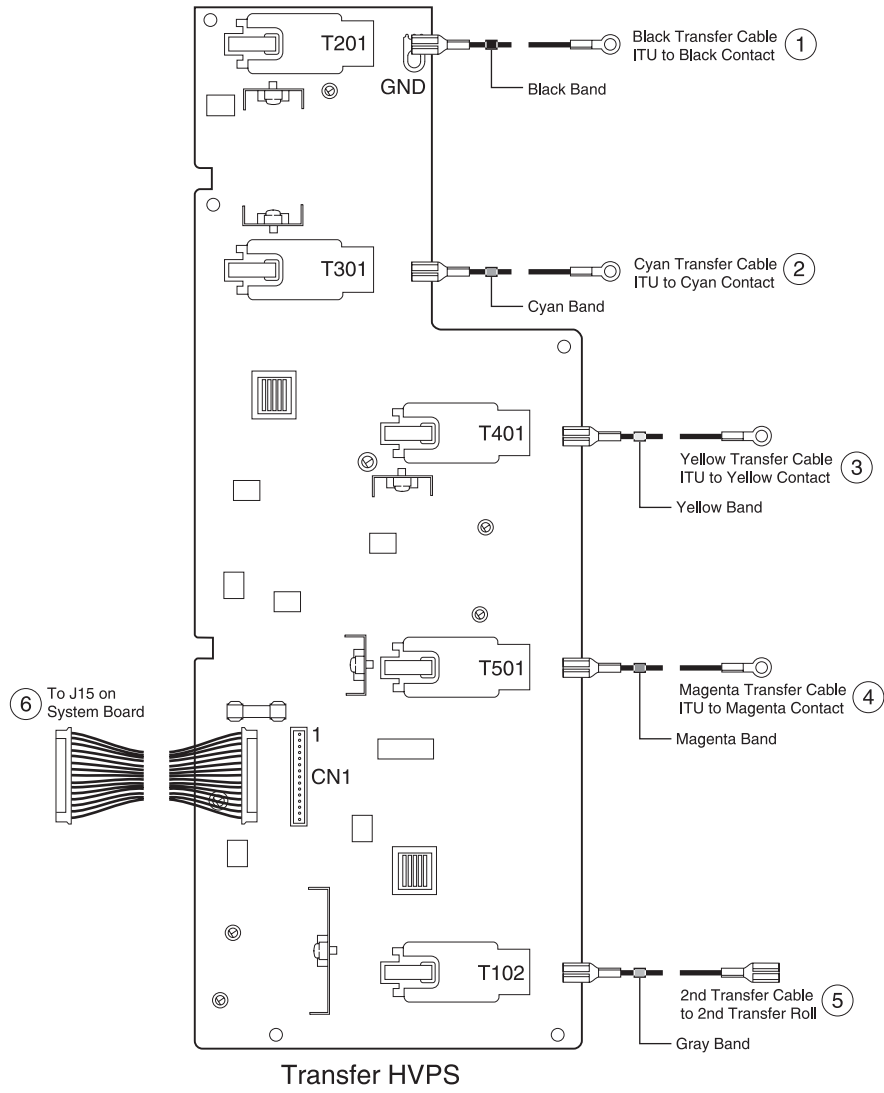 T201
GND
Black Transfer Cable
ITU to Black Contact
1
Black Band
T301
Cyan Transfer Cable
ITU to Cyan Contact
2
Cyan Band
T401
Yellow Transfer Cable
ITU to Yellow Contact
3
Yellow Band
T501
Magenta Transfer Cable
ITU to Magenta Contact
4
Magenta Band
6
To J15 on
System Board
1
CN1
T102
2nd Transfer Cable
to 2nd Transfer Roll
5
Gray Band
Transfer HVPS